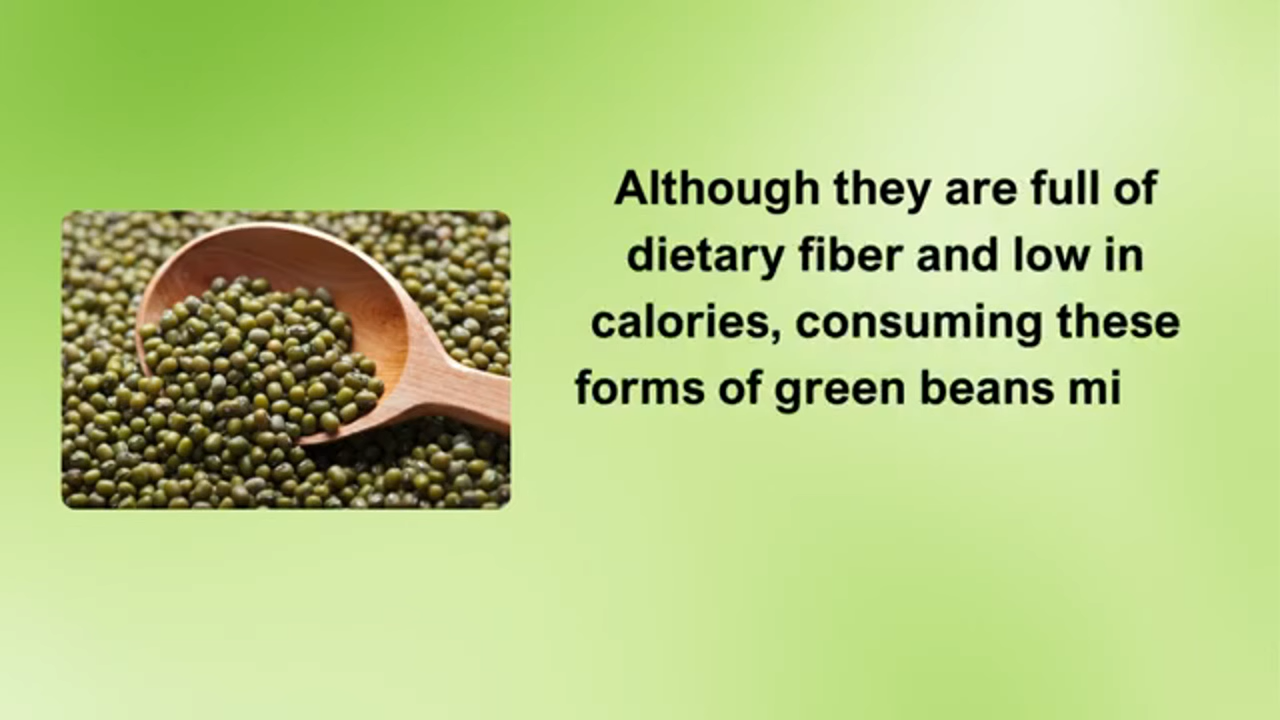 Although they are full of
dietary fiber and low in
calories, consuming these
forms of green beans mi